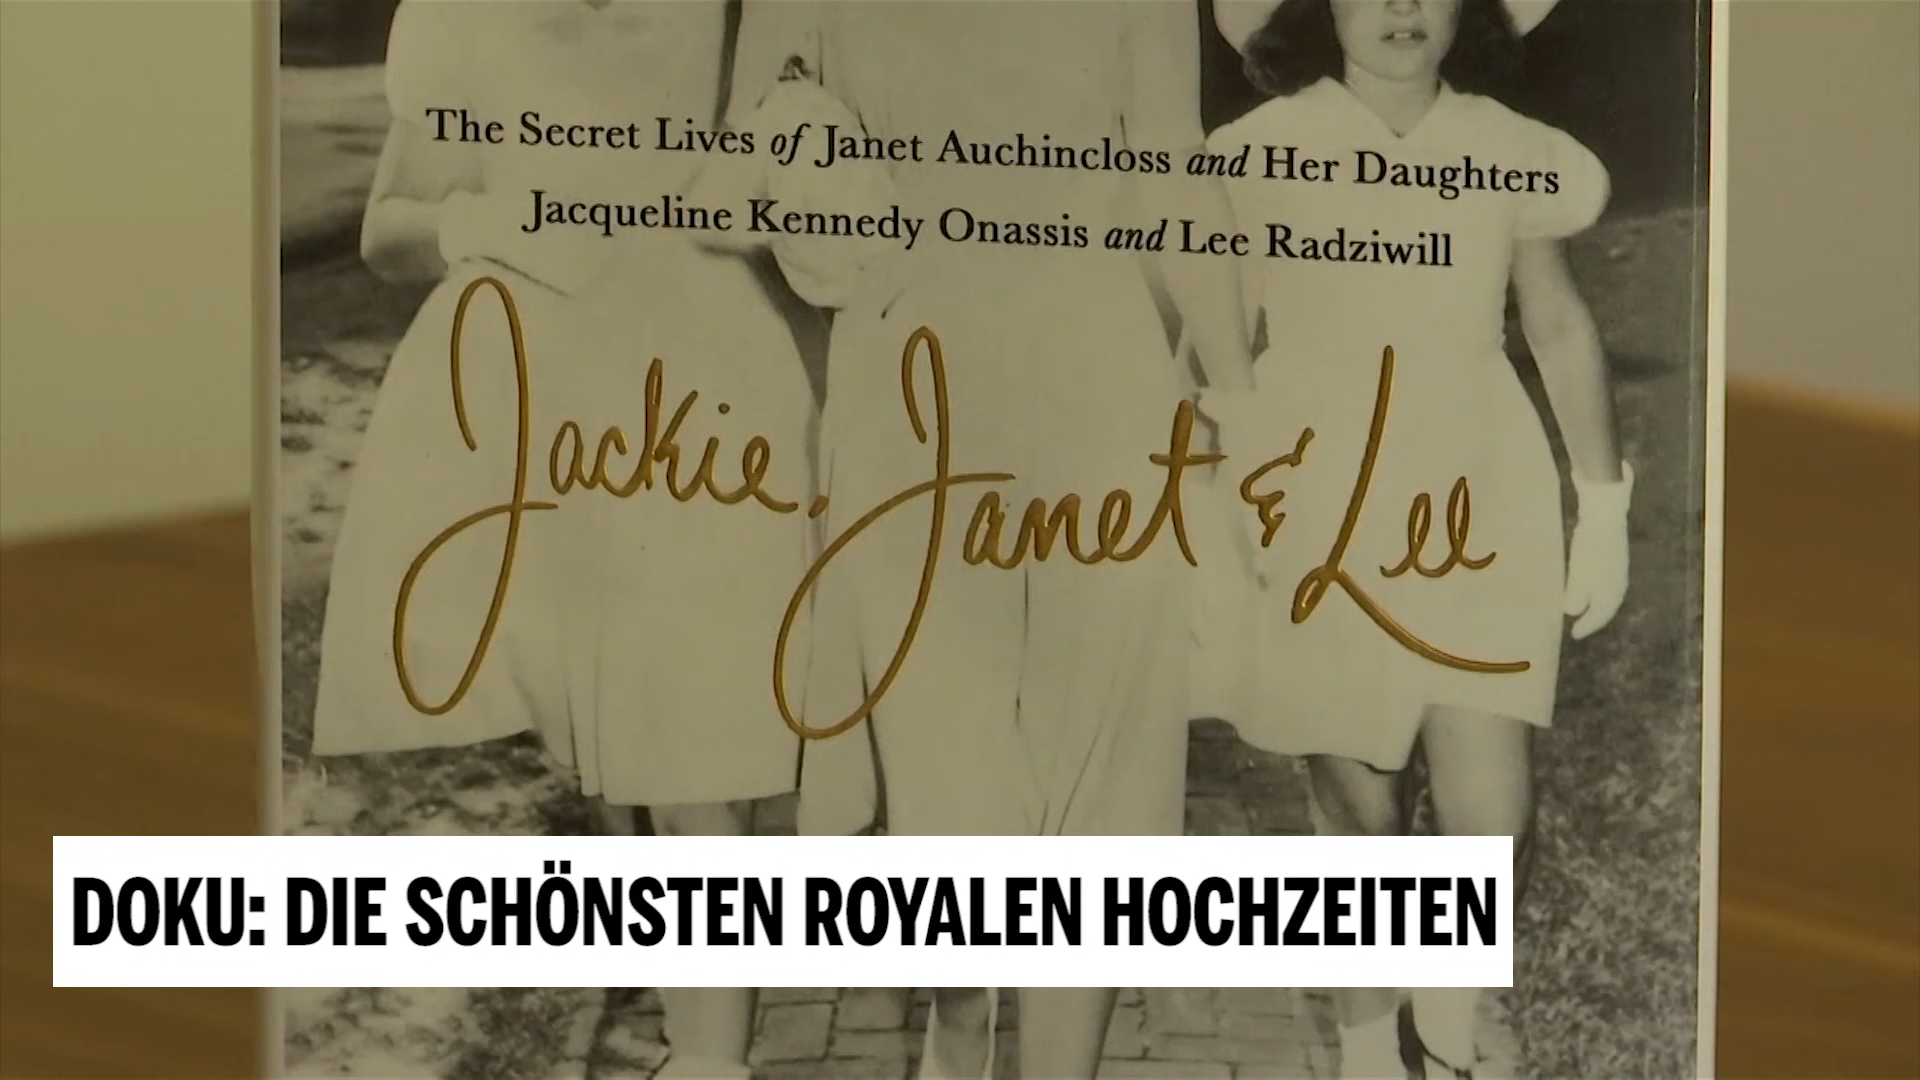 The Secret Lives of Janet Auchincloss and Her Daughters
Jacqueline Kennedy Onassis and Lee Radziwill
Jackie, Janet & Lee
DOKU: DIE SCHÖNSTEN ROYALEN HOCHZEITEN